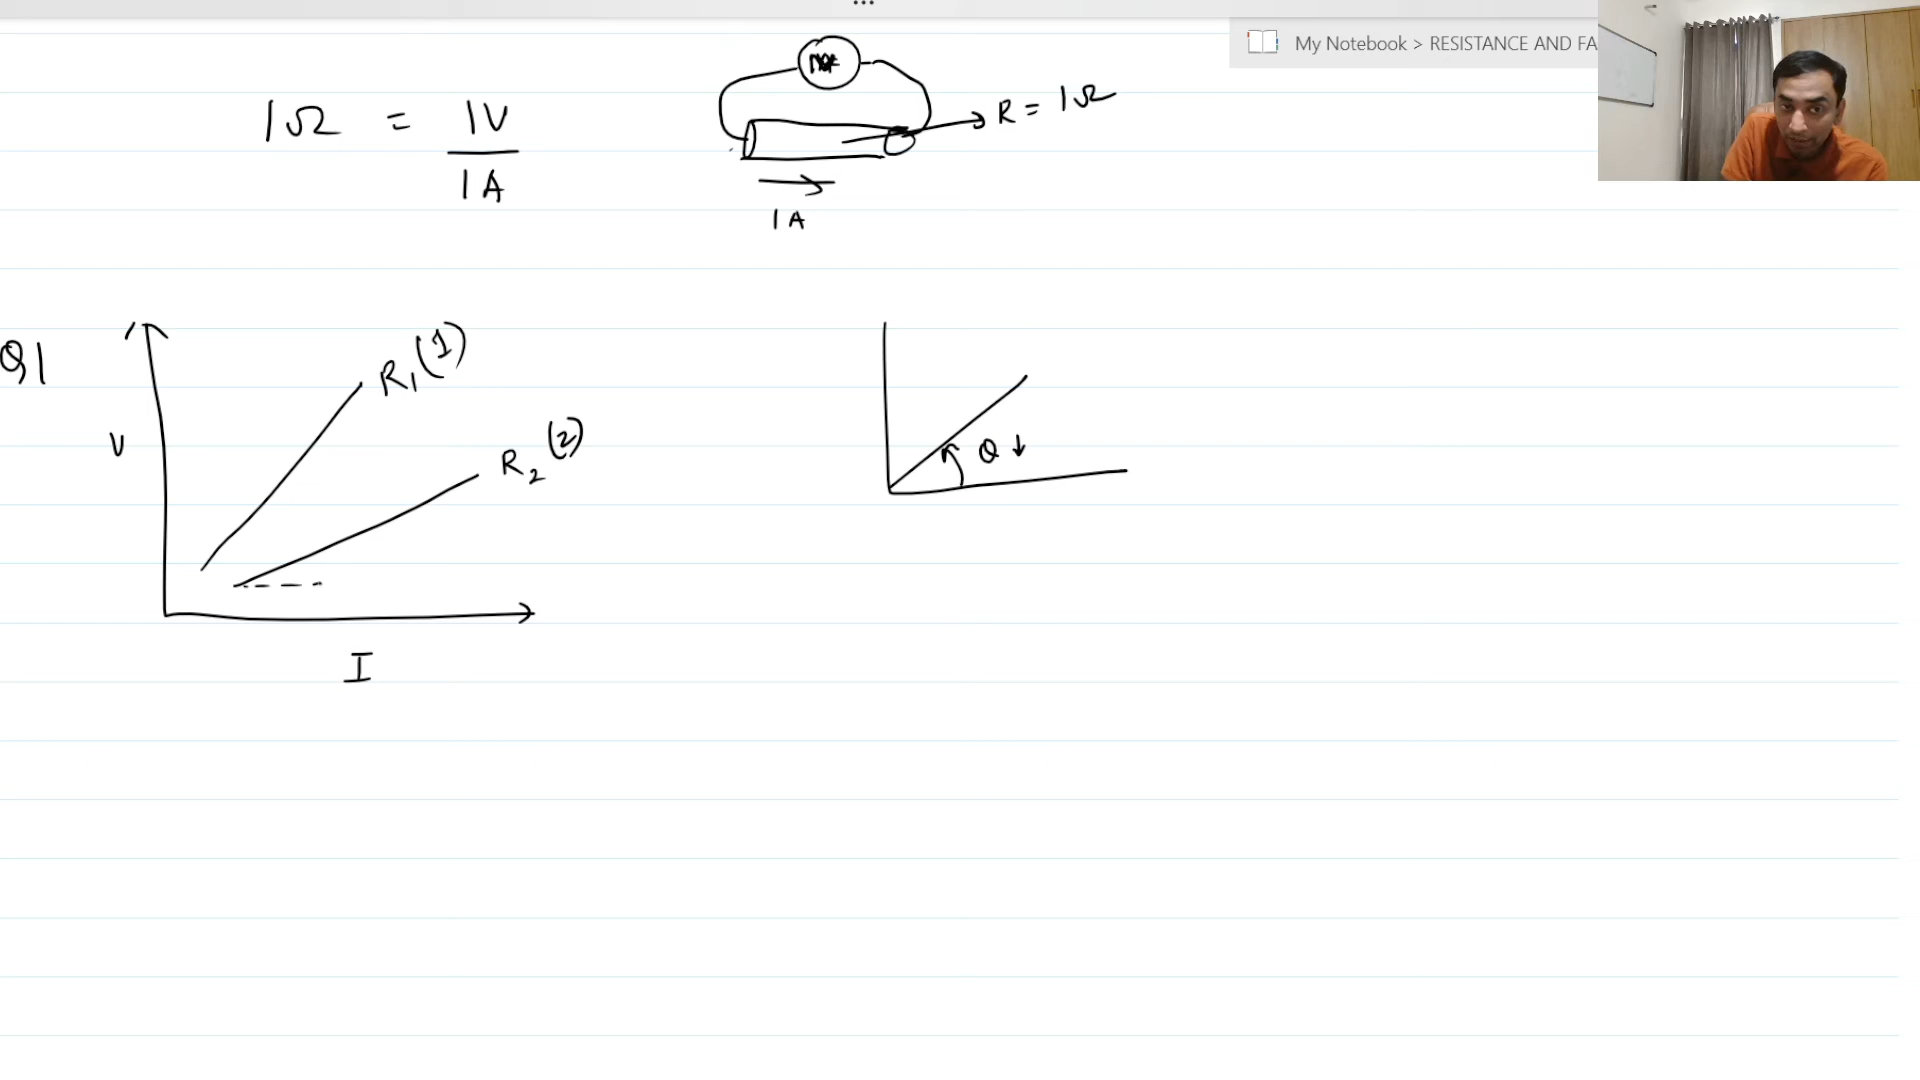 My Notebook > RESISTANCE AND FA
1Ω = 1V
1A
R = 1Ω
1A
Q1
V
R1 (1)
R2 (2)
I
θ ↓